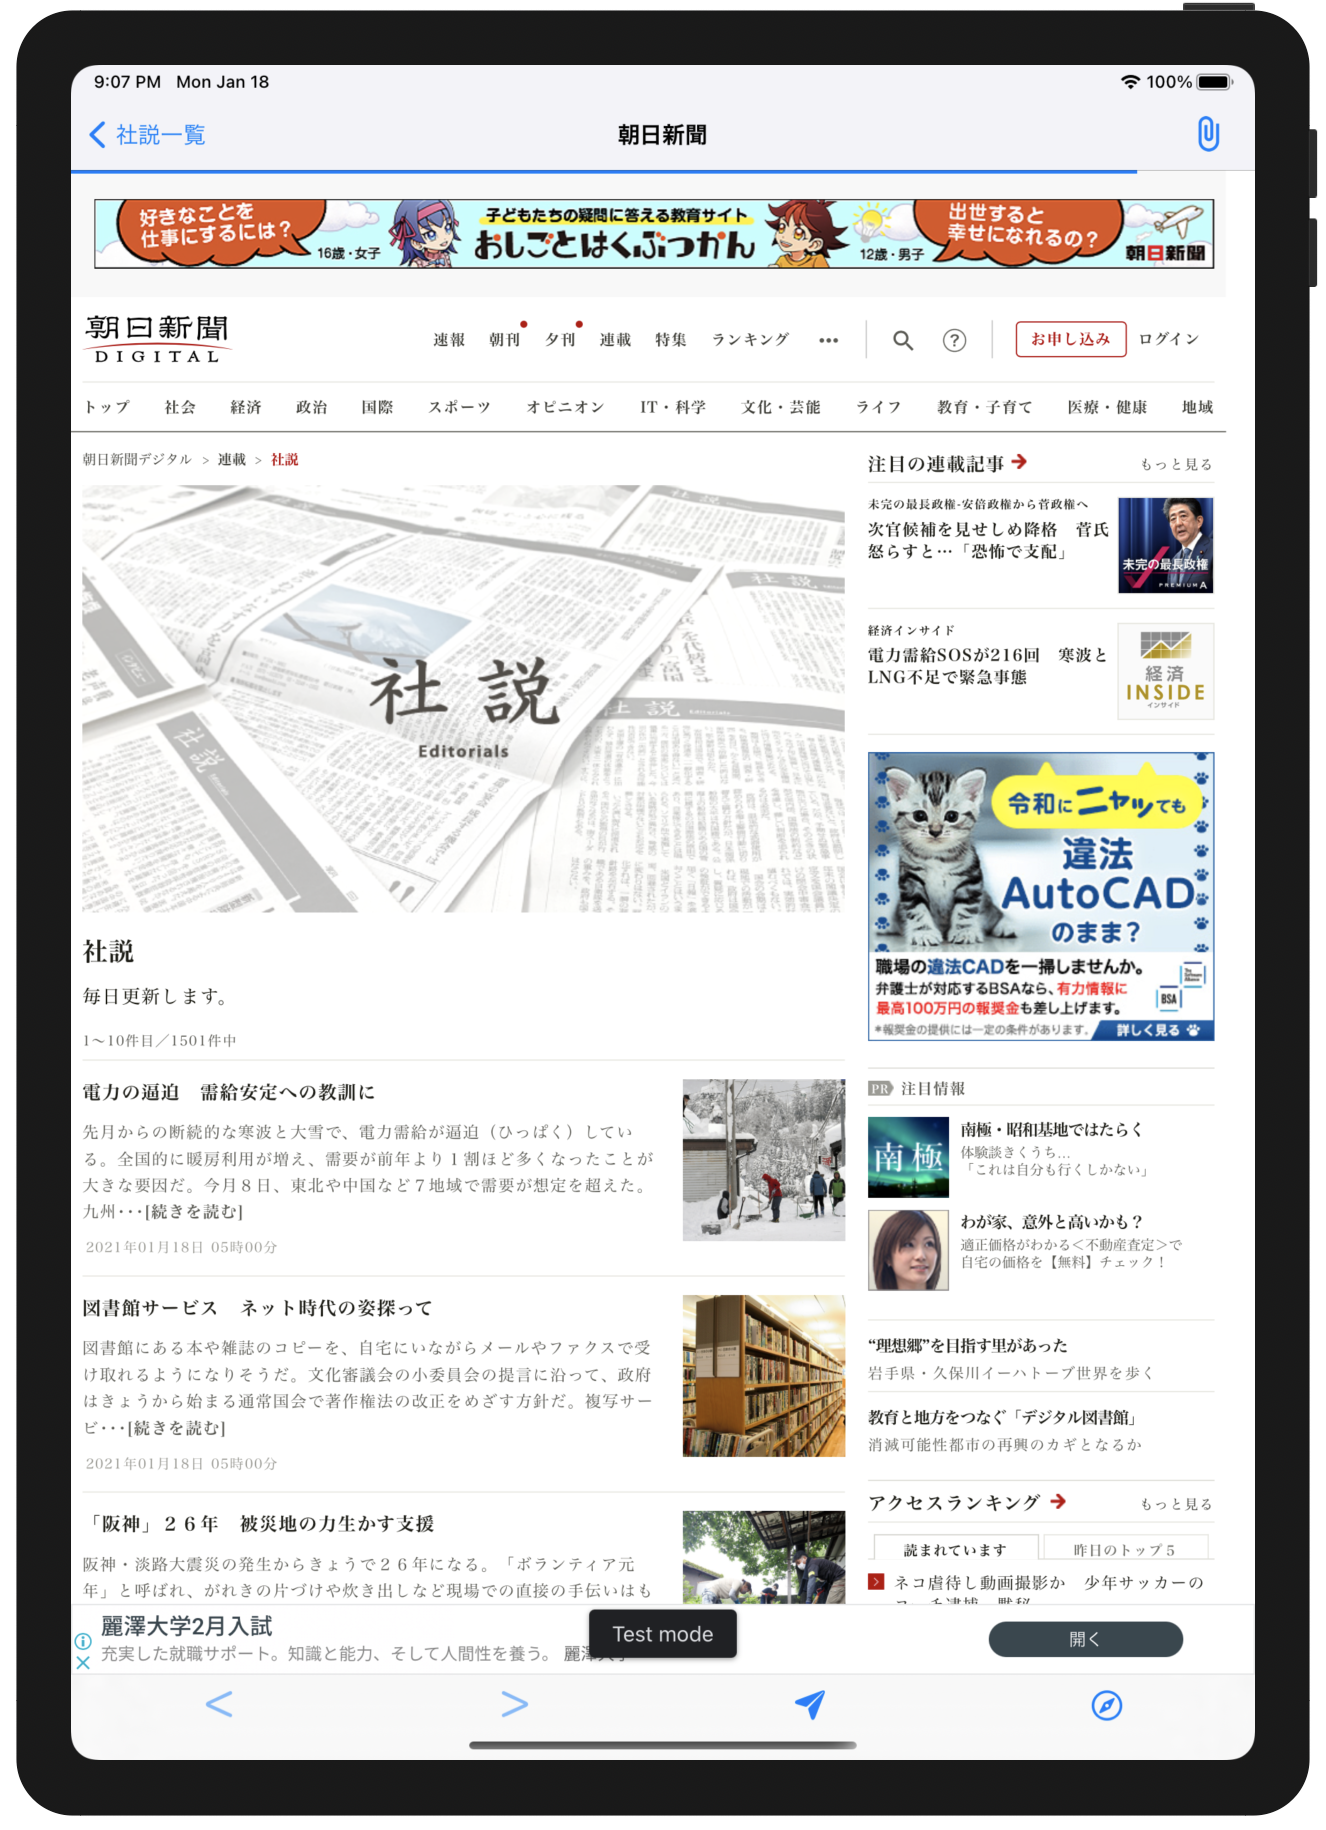 9:07 PM Mon Jan 18
100%
社説一覧
朝日新聞
好きなことを
仕事にするには？
16歳・女子
子どもたちの疑問に答える教育サイト
おしごとはくぶつかん
12歳・男子
出世すると
幸せになれるの？
朝日新聞
朝日新聞
DIGITAL
速報 朝刊 夕刊 連載 特集 ランキング •••
?
お申し込み ログイン
トップ 社会 経済 政治 国際 スポーツ オピニオン IT・科学 文化・芸能 ライフ 教育・子育て 医療・健康 地域
朝日新聞デジタル > 連載 > 社説
社説
Editorials
社説
毎日更新します。
1～10件目／1501件中
電力の逼迫　需給安定への教訓に
先月からの断続的な寒波と大雪で、電力需給が逼迫（ひっぱく）してい
る。全国的に暖房利用が増え、需要が前年より１割ほど多くなったことが
大きな要因だ。今月８日、東北や中国など７地域で需要が想定を超えた。
九州･･･[続きを読む]
2021年01月18日 05時00分
図書館サービス　ネット時代の姿探って
図書館にある本や雑誌のコピーを、自宅にいながらメールやファクスで受
け取れるようになりそうだ。文化審議会の小委員会の提言に沿って、政府
はきょうから始まる通常国会で著作権法の改正をめざす方針だ。複写サー
ビ･･･[続きを読む]
2021年01月18日 05時00分
「阪神」２６年　被災地の力生かす支援
阪神・淡路大震災の発生からきょうで２６年になる。「ボランティア元
年」と呼ばれ、がれきの片づけや炊き出しなど現場での直接の手伝いはも
注目の連載記事
もっと見る
未完の最長政権-安倍政権から菅政権へ
次官候補を見せしめ降格　菅氏
怒らすと…「恐怖で支配」
未完の最長政権
PREMIUM A
経済インサイド
電力需給SOSが216回　寒波と
LNG不足で緊急事態
経済
INSIDE
インサイド
令和にニャッても
違法
AutoCAD
のまま？
職場の違法CADを一掃しませんか。
弁護士が対応するBSAなら、有力情報に
最高100万円の報奨金も差し上げます。
*報奨金の提供には一定の条件があります。
詳しく見る
The Software Alliance
BSA
PR 注目情報
南極
南極・昭和基地ではたらく
体験談きくうち…
「これは自分も行くしかない」
わが家、意外と高いかも？
適正価格がわかる＜不動産査定＞で
自宅の価格を【無料】チェック！
“理想郷”を目指す里があった
岩手県・久保川イーハトーブ世界を歩く
教育と地方をつなぐ「デジタル図書館」
消滅可能性都市の再興のカギとなるか
アクセスランキング
もっと見る
読まれています
昨日のトップ５
ネコ虐待し動画撮影か　少年サッカーの
麗澤大学2月入試
充実した就職サポート。知識と能力、そして人間性を養う。 麗澤大学
Test mode
開く